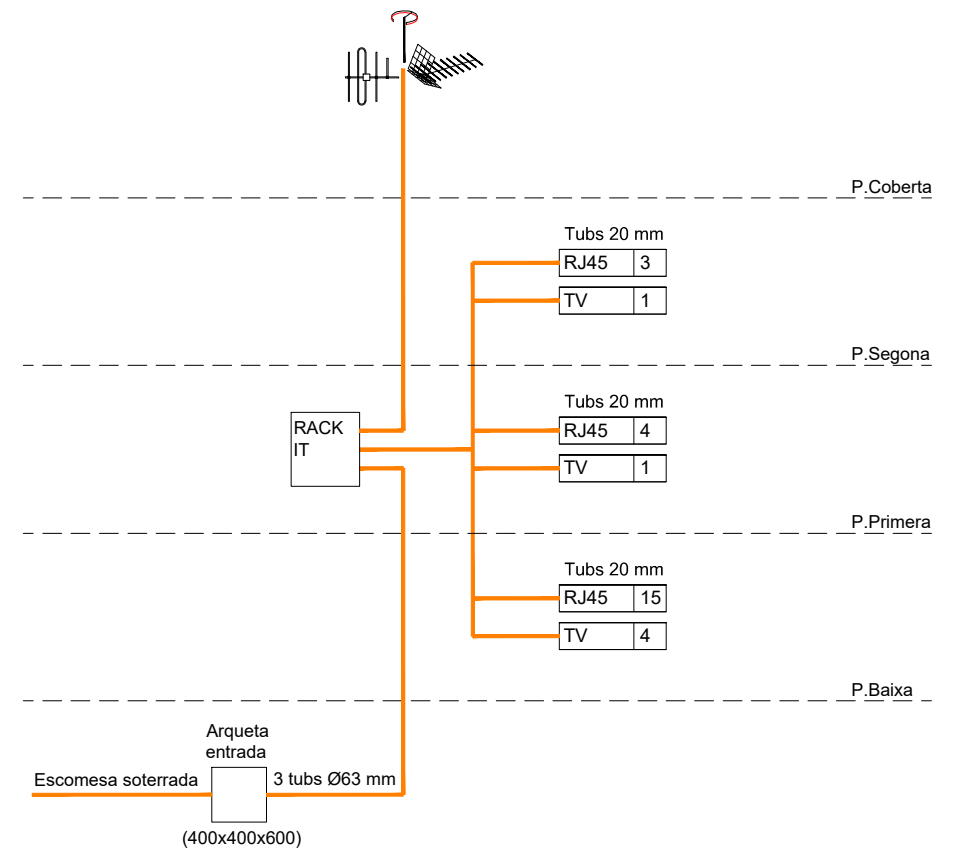 P.Coberta
Tubs 20 mm
RJ45 3
TV 1
P.Segona
Tubs 20 mm
RACK
IT
RJ45 4
TV 1
P.Primera
Tubs 20 mm
RJ45 15
TV 4
P.Baixa
Arqueta
entrada
Escomesa soterrada
3 tubs Ø63 mm
(400x400x600)